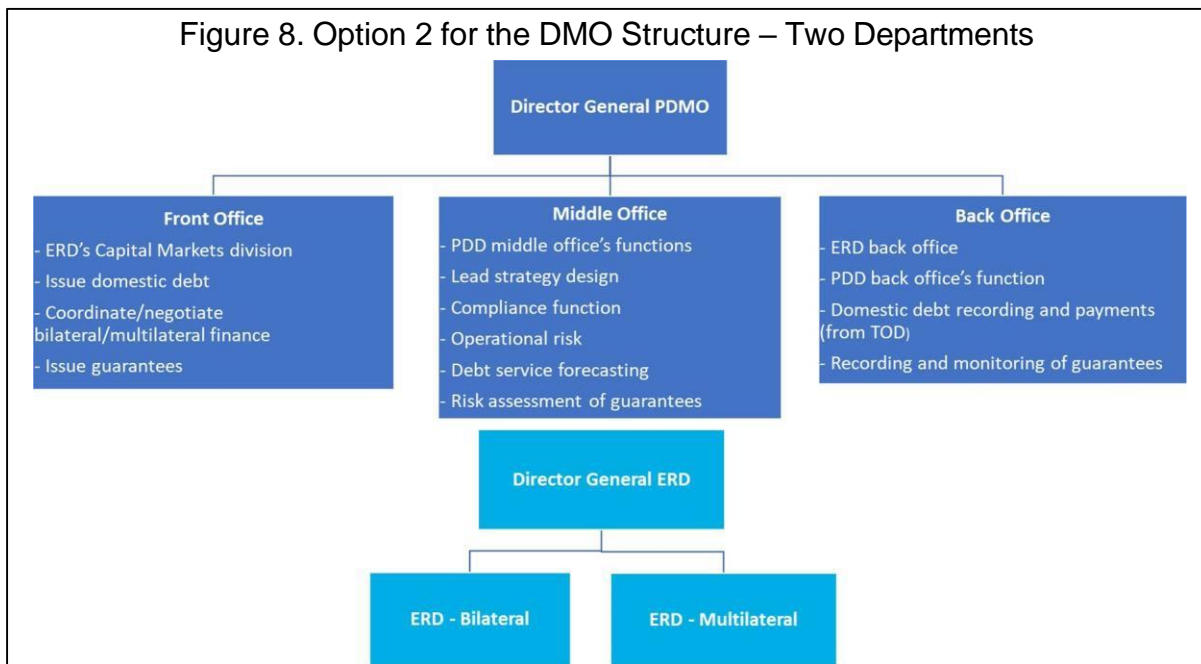 Figure 8. Option 2 for the DMO Structure – Two Departments
Director General PDMO
Front Office
- ERD's Capital Markets division
- Issue domestic debt
- Coordinate/negotiate
bilateral/multilateral finance
- Issue guarantees
Middle Office
- PDD middle office's functions
- Lead strategy design
- Compliance function
- Operational risk
- Debt service forecasting
- Risk assessment of guarantees
Back Office
- ERD back office
- PDD back office's function
- Domestic debt recording and payments
(from TOD)
- Recording and monitoring of guarantees
Director General ERD
ERD - Bilateral
ERD - Multilateral